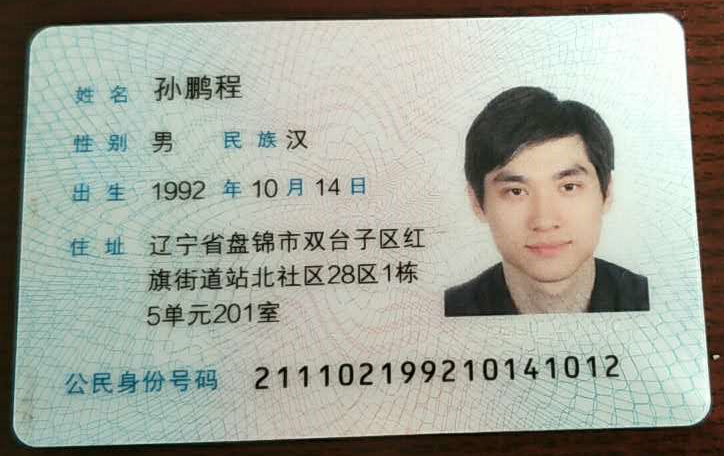 姓名 孙鹏程
性别 男 民族 汉
出生 1992 年 10 月 14 日
住址 辽宁省盘锦市双台子区红
旗街道站北社区28区1栋
5单元201室
公民身份号码 211102199210141012